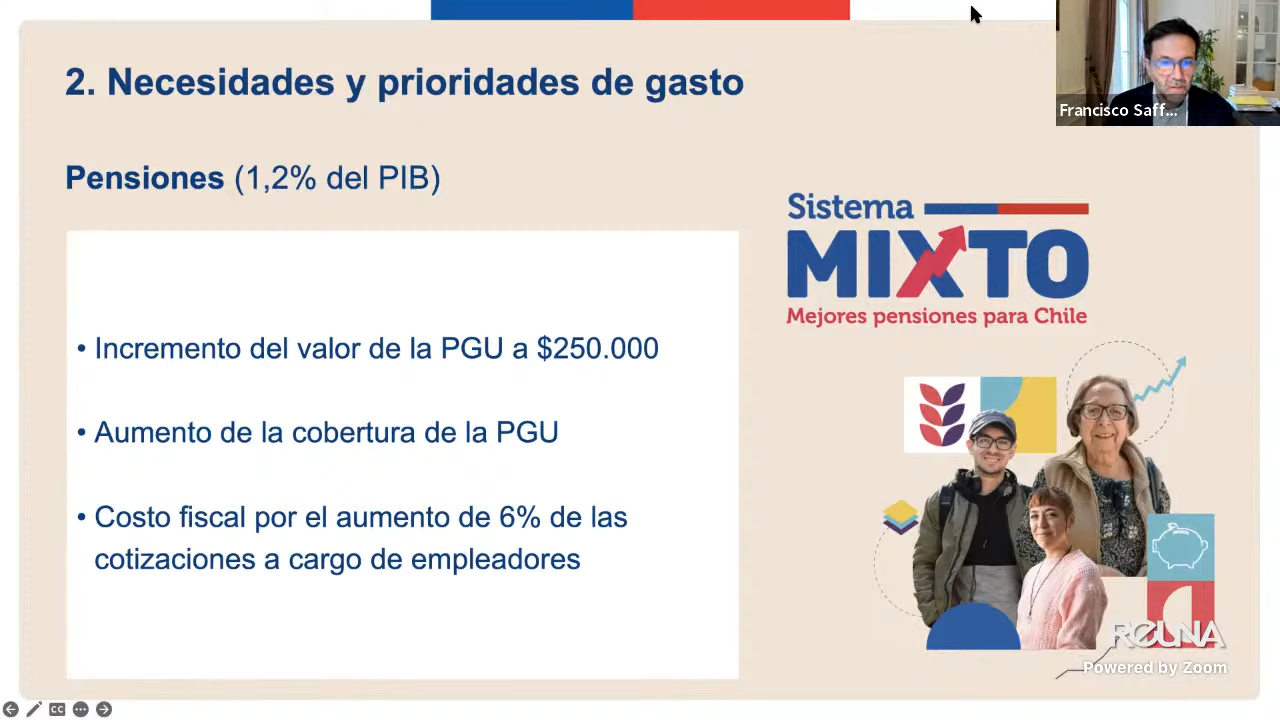 2. Necesidades y prioridades de gasto
Francisco Saff...
Pensiones (1,2% del PIB)
Sistema
MIXTO
Mejores pensiones para Chile
• Incremento del valor de la PGU a $250.000
• Aumento de la cobertura de la PGU
• Costo fiscal por el aumento de 6% de las
cotizaciones a cargo de empleadores
REUNA
Powered by Zoom
CC